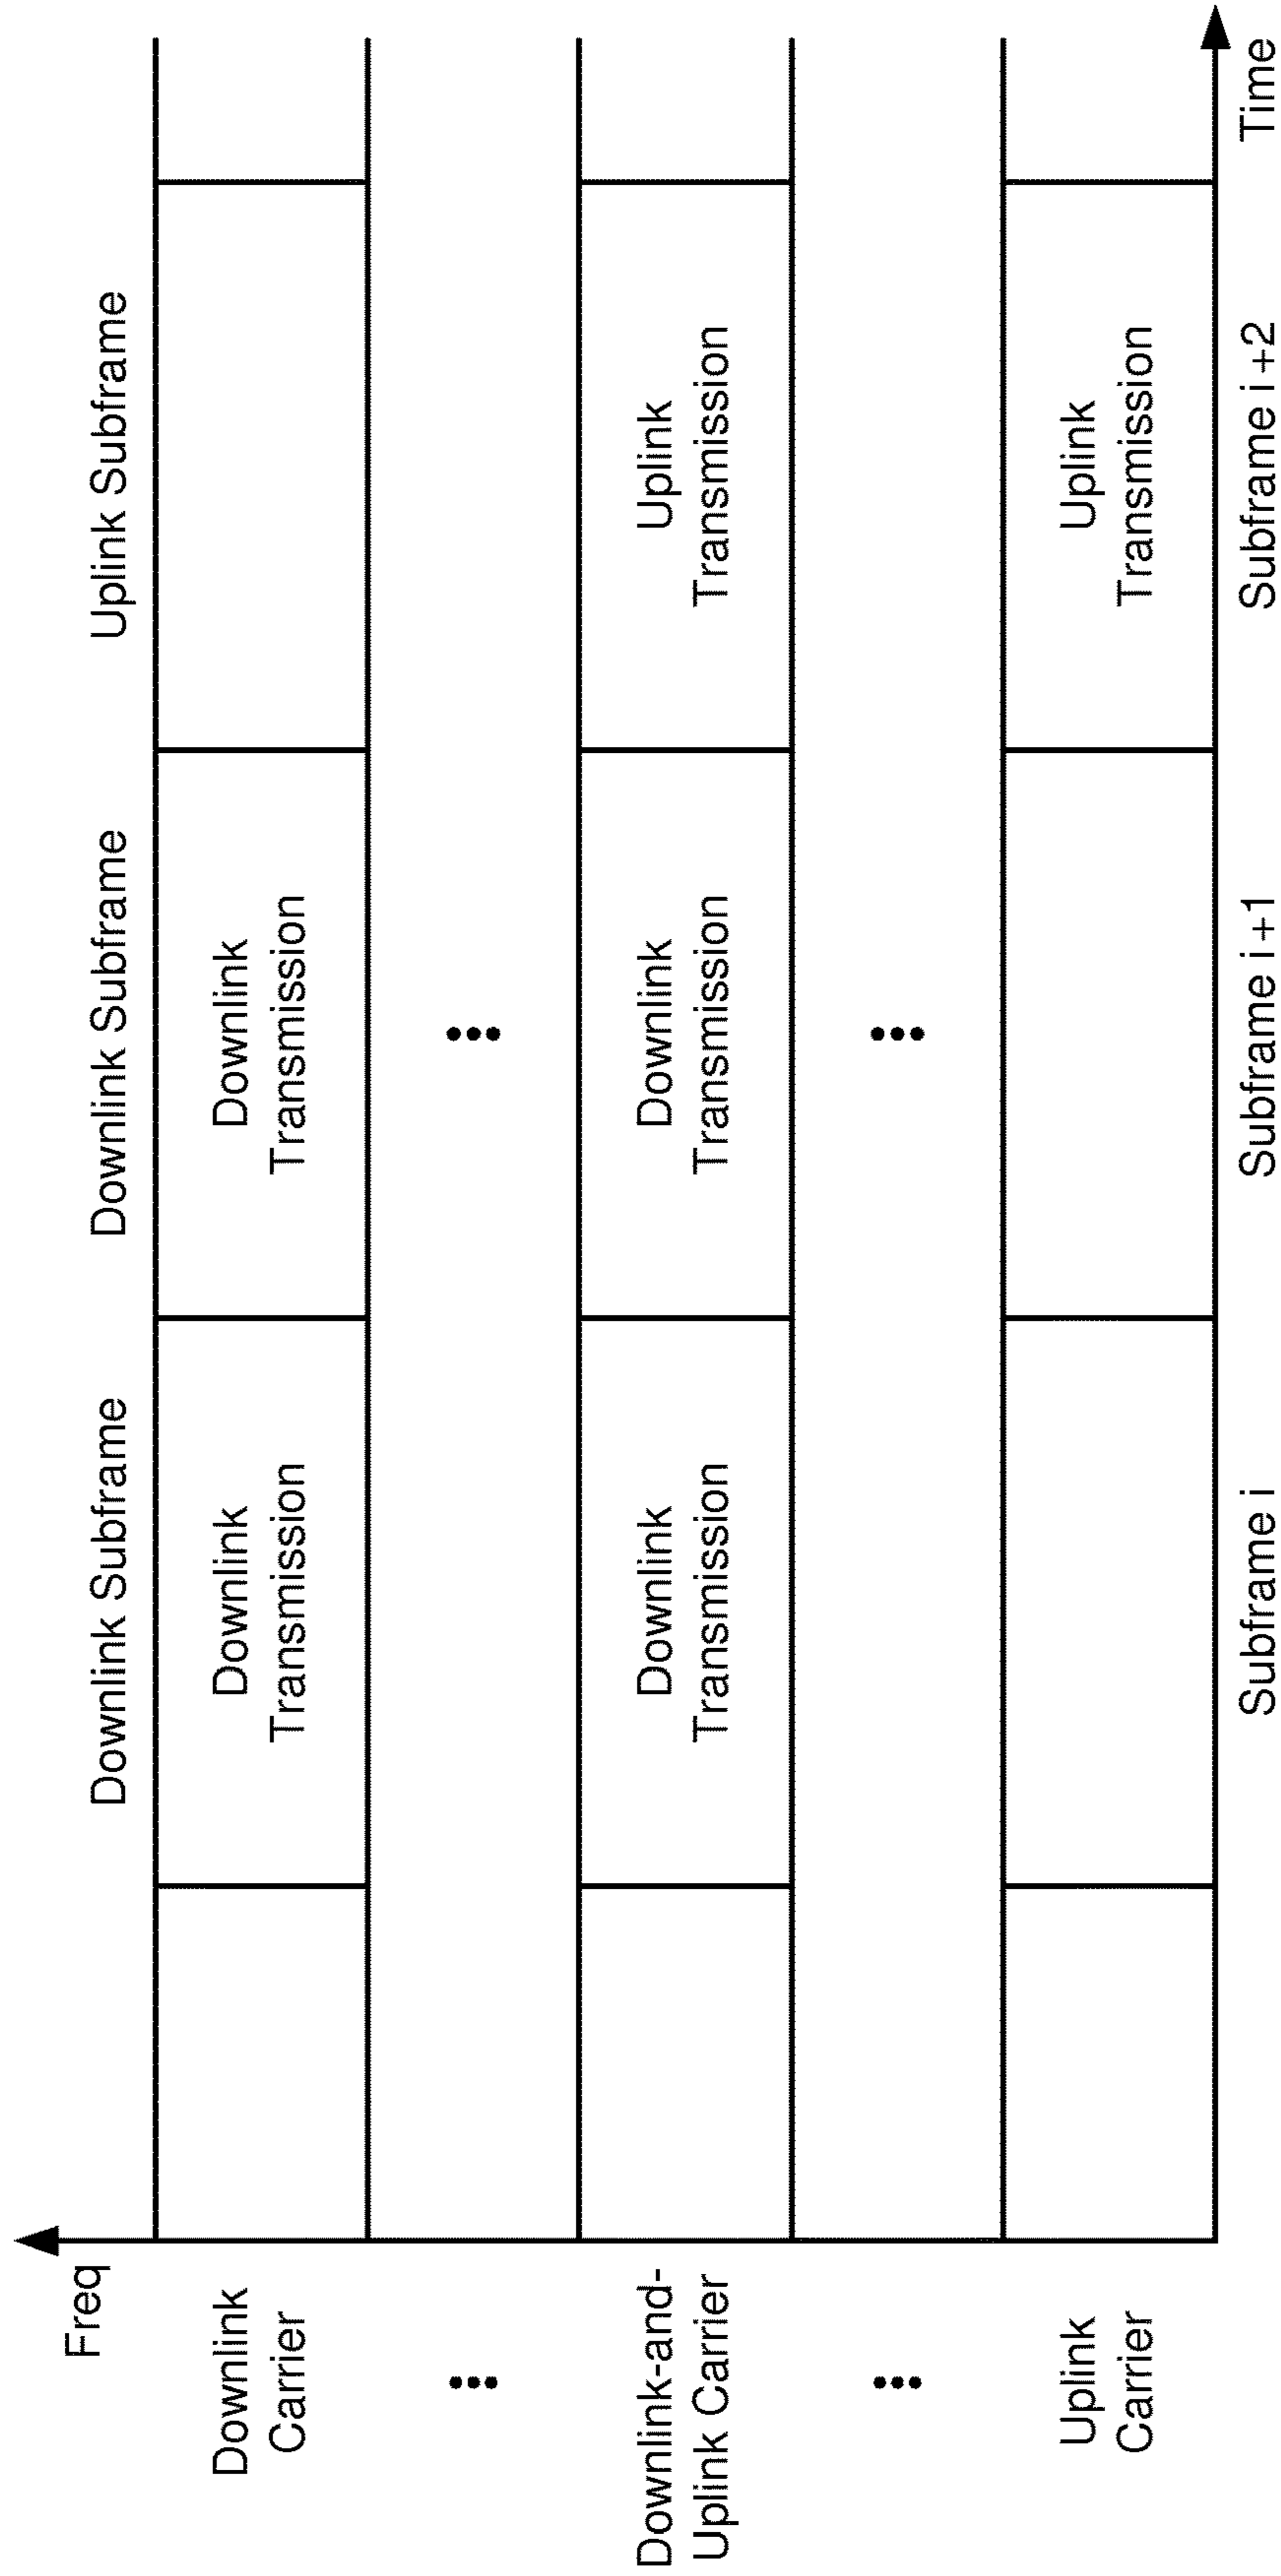 Freq
Downlink Subframe
Downlink Subframe
Uplink Subframe
Downlink
Carrier
Downlink
Transmission
Downlink
Transmission
Downlink-and-
Uplink Carrier
Downlink
Transmission
Downlink
Transmission
Uplink
Transmission
Uplink
Carrier
Uplink
Transmission
Subframe i
Subframe i +1
Subframe i +2
Time